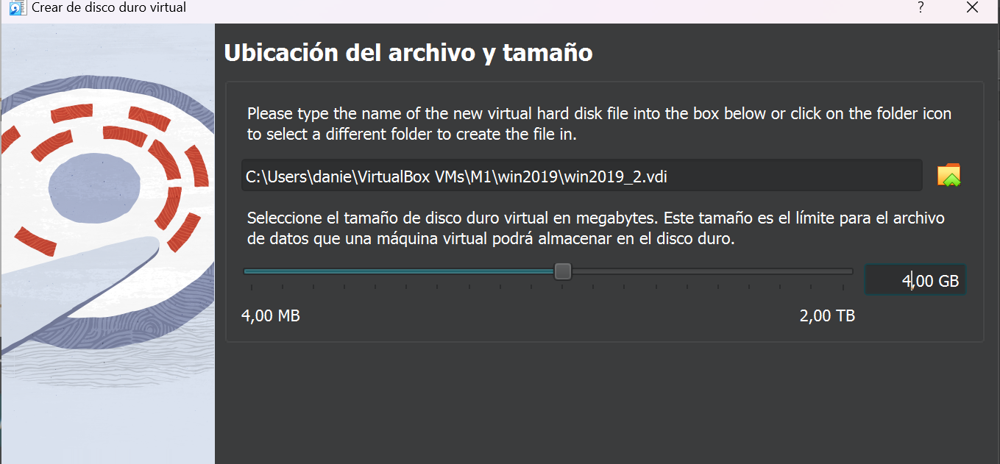 Crear de disco duro virtual
?
Ubicación del archivo y tamaño
Please type the name of the new virtual hard disk file into the box below or click on the folder icon
to select a different folder to create the file in.
C:\Users\danie\VirtualBox VMs\M1\win2019\win2019_2.vdi
Seleccione el tamaño de disco duro virtual en megabytes. Este tamaño es el límite para el archivo
de datos que una máquina virtual podrá almacenar en el disco duro.
4,00 GB
4,00 MB
2,00 TB